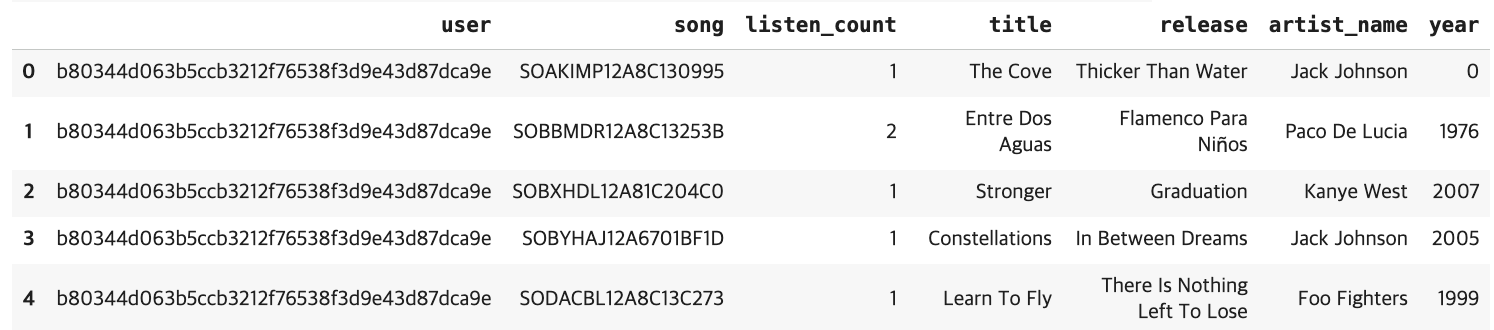 user song listen_count title release artist_name year
0 b80344d063b5ccb3212f76538f3d9e43d87dca9e SOAKIMP12A8C130995 1 The Cove Thicker Than Water Jack Johnson 0
1 b80344d063b5ccb3212f76538f3d9e43d87dca9e SOBBMDR12A8C13253B 2 Entre Dos Aguas Flamenco Para Niños Paco De Lucia 1976
2 b80344d063b5ccb3212f76538f3d9e43d87dca9e SOBXHDL12A81C204C0 1 Stronger Graduation Kanye West 2007
3 b80344d063b5ccb3212f76538f3d9e43d87dca9e SOBYHAJ12A6701BF1D 1 Constellations In Between Dreams Jack Johnson 2005
4 b80344d063b5ccb3212f76538f3d9e43d87dca9e SODACBL12A8C13C273 1 Learn To Fly There Is Nothing Left To Lose Foo Fighters 1999